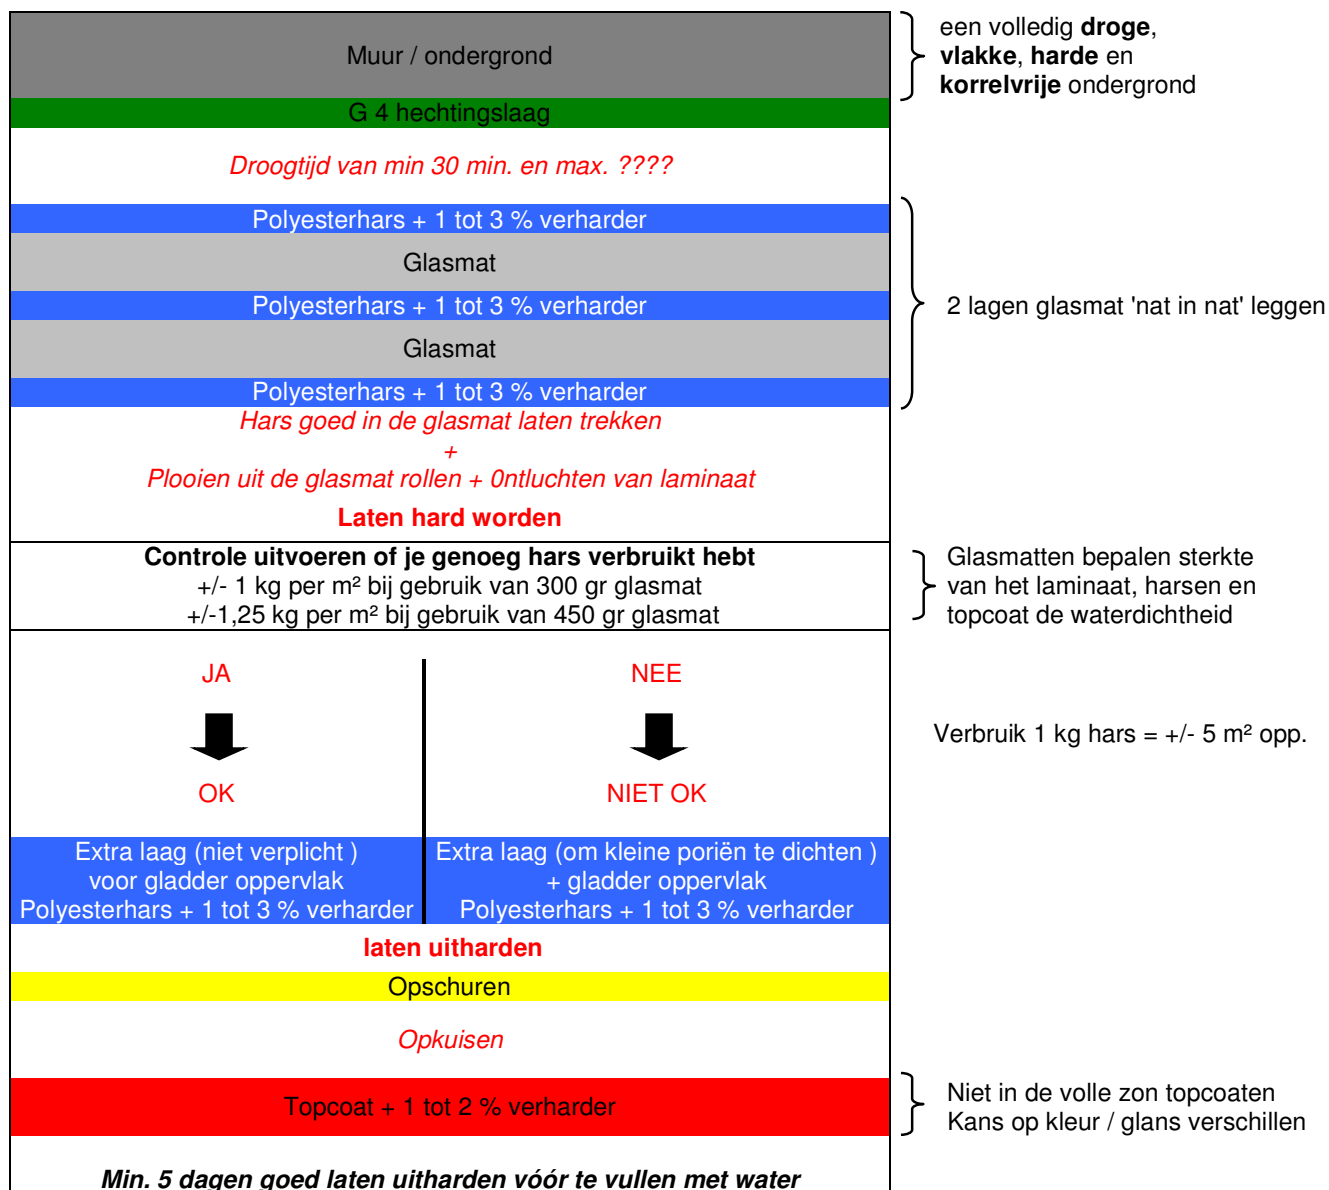 Muur / ondergrond
een volledig droge,
vlakke, harde en
korrelvrije ondergrond
G 4 hechtingslaag
Droogtijd van min 30 min. en max. ????
Polyesterhars + 1 tot 3 % verharder
Glasmat
Polyesterhars + 1 tot 3 % verharder
2 lagen glasmat 'nat in nat' leggen
Glasmat
Polyesterhars + 1 tot 3 % verharder
Hars goed in de glasmat laten trekken
+
Plooien uit de glasmat rollen + 0ntluchten van laminaat
Laten hard worden
Controle uitvoeren of je genoeg hars verbruikt hebt
+/- 1 kg per m² bij gebruik van 300 gr glasmat
+/-1,25 kg per m² bij gebruik van 450 gr glasmat
Glasmatten bepalen sterkte
van het laminaat, harsen en
topcoat de waterdichtheid
JA
OK
NEE
NIET OK
Verbruik 1 kg hars = +/- 5 m² opp.
Extra laag (niet verplicht )
voor gladder oppervlak
Polyesterhars + 1 tot 3 % verharder
Extra laag (om kleine poriën te dichten )
+ gladder oppervlak
Polyesterhars + 1 tot 3 % verharder
laten uitharden
Opschuren
Opkuisen
Topcoat + 1 tot 2 % verharder
Niet in de volle zon topcoaten
Kans op kleur / glans verschillen
Min. 5 dagen goed laten uitharden vóór te vullen met water